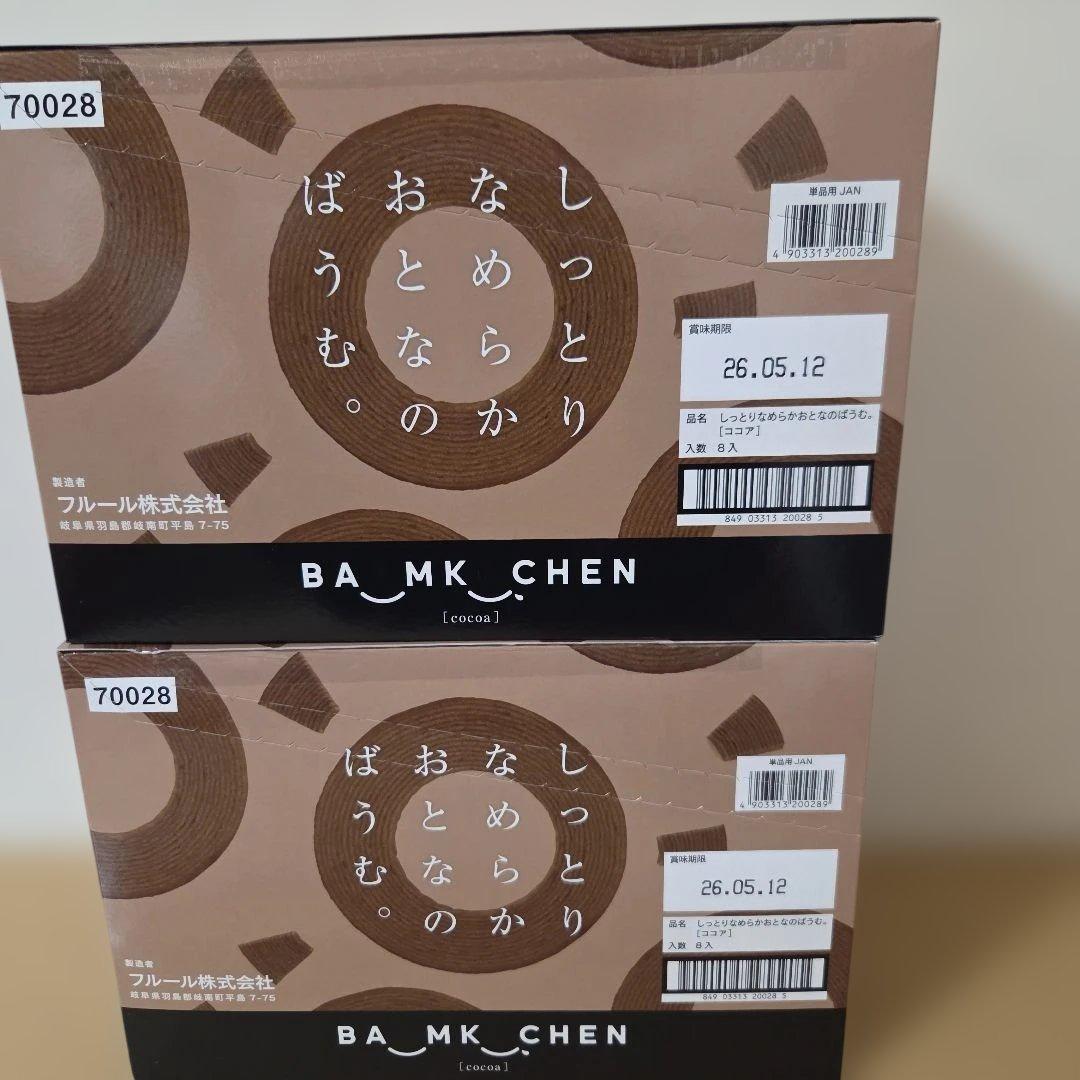 70028
しっとり
なめらか
おとなの
ばうむ。
単品用 JAN
4 903313 200289
賞味期限
26.05.12
品名 しっとりなめらかおとなのばうむ。
[ココア]
入数 8入
849 03313 20028 5
製造者
フルール株式会社
岐阜県羽島郡岐南町平島 7-75
BA_MK_CHEN
[cocoa]
70028
しっとり
なめらか
おとなの
ばうむ。
単品用 JAN
4 903313 200289
賞味期限
26.05.12
品名 しっとりなめらかおとなのばうむ。
[ココア]
入数 8入
849 03313 20028 5
製造者
フルール株式会社
岐阜県羽島郡岐南町平島 7-75
BA_MK_CHEN
[cocoa]